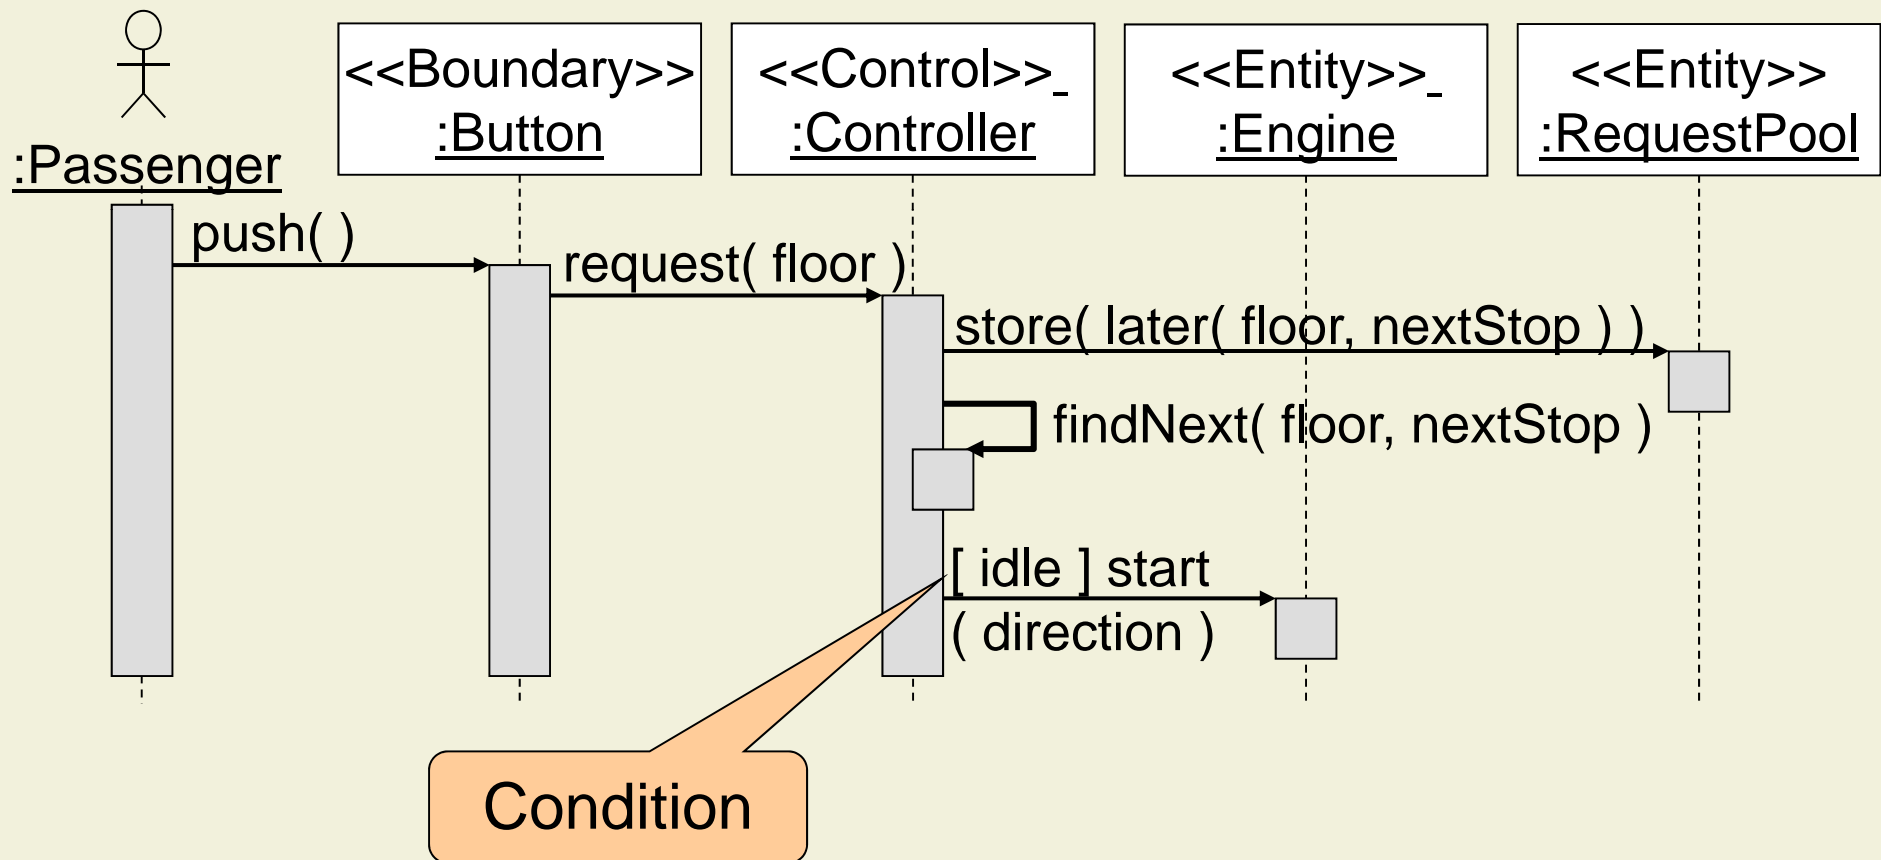 :Passenger
<<Boundary>>
:Button
<<Control>>
:Controller
<<Entity>>
:Engine
<<Entity>>
:RequestPool
push( )
request( floor )
store( later( floor, nextStop ) )
findNext( floor, nextStop )
[ idle ] start
( direction )
Condition